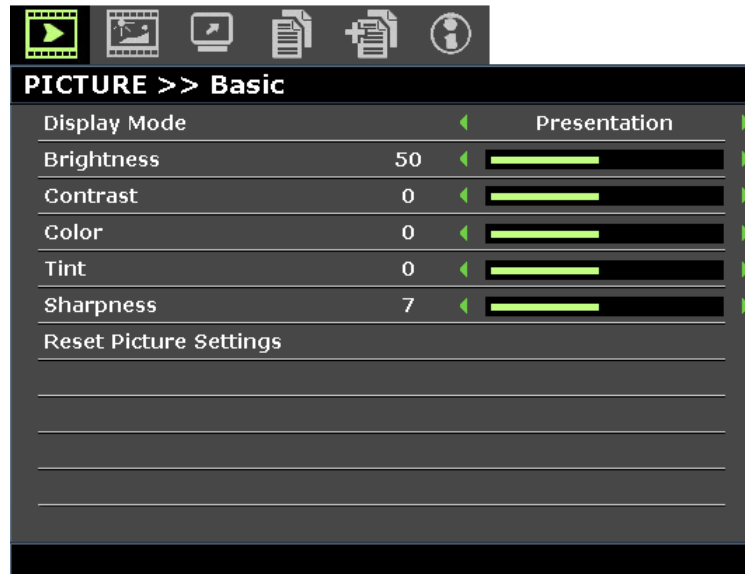 PICTURE >> Basic
Display Mode Presentation
Brightness 50
Contrast 0
Color 0
Tint 0
Sharpness 7
Reset Picture Settings